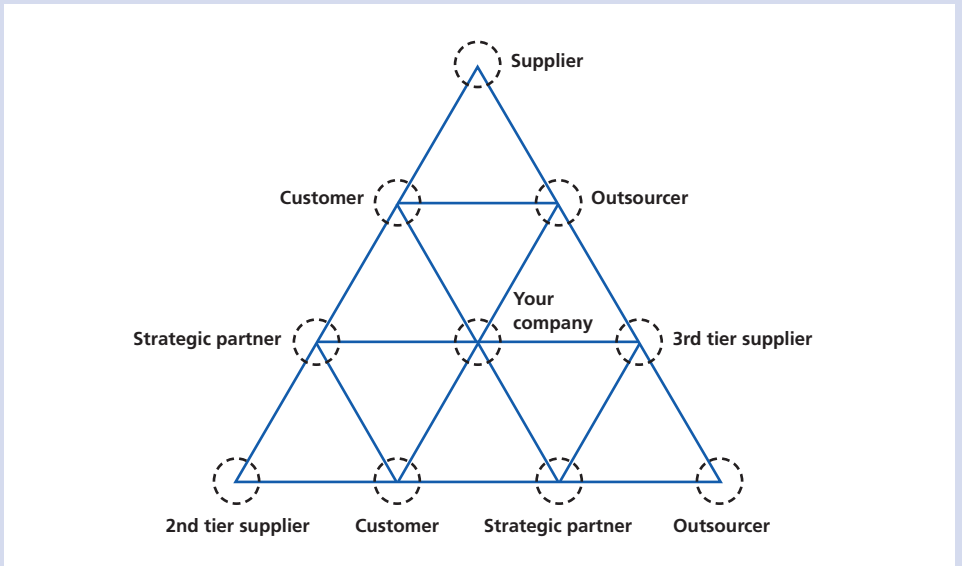 Supplier
Customer
Outsourcer
Your
company
Strategic partner
3rd tier supplier
2nd tier supplier
Customer
Strategic partner
Outsourcer